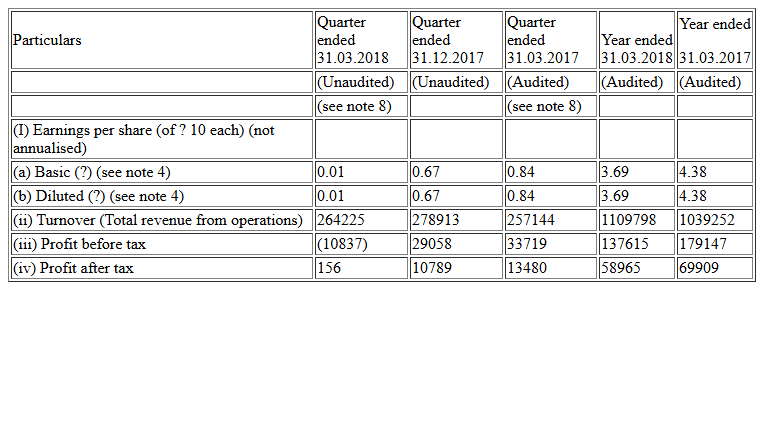 Particulars Quarter ended 31.03.2018 Quarter ended 31.12.2017 Quarter ended 31.03.2017 Year ended 31.03.2018 Year ended 31.03.2017
(Unaudited) (Unaudited) (Audited) (Audited) (Audited)
(see note 8) (see note 8)
(I) Earnings per share (of ? 10 each) (not
annualised)
(a) Basic (?) (see note 4) 0.01 0.67 0.84 3.69 4.38
(b) Diluted (?) (see note 4) 0.01 0.67 0.84 3.69 4.38
(ii) Turnover (Total revenue from operations) 264225 278913 257144 1109798 1039252
(iii) Profit before tax (10837) 29058 33719 137615 179147
(iv) Profit after tax 156 10789 13480 58965 69909